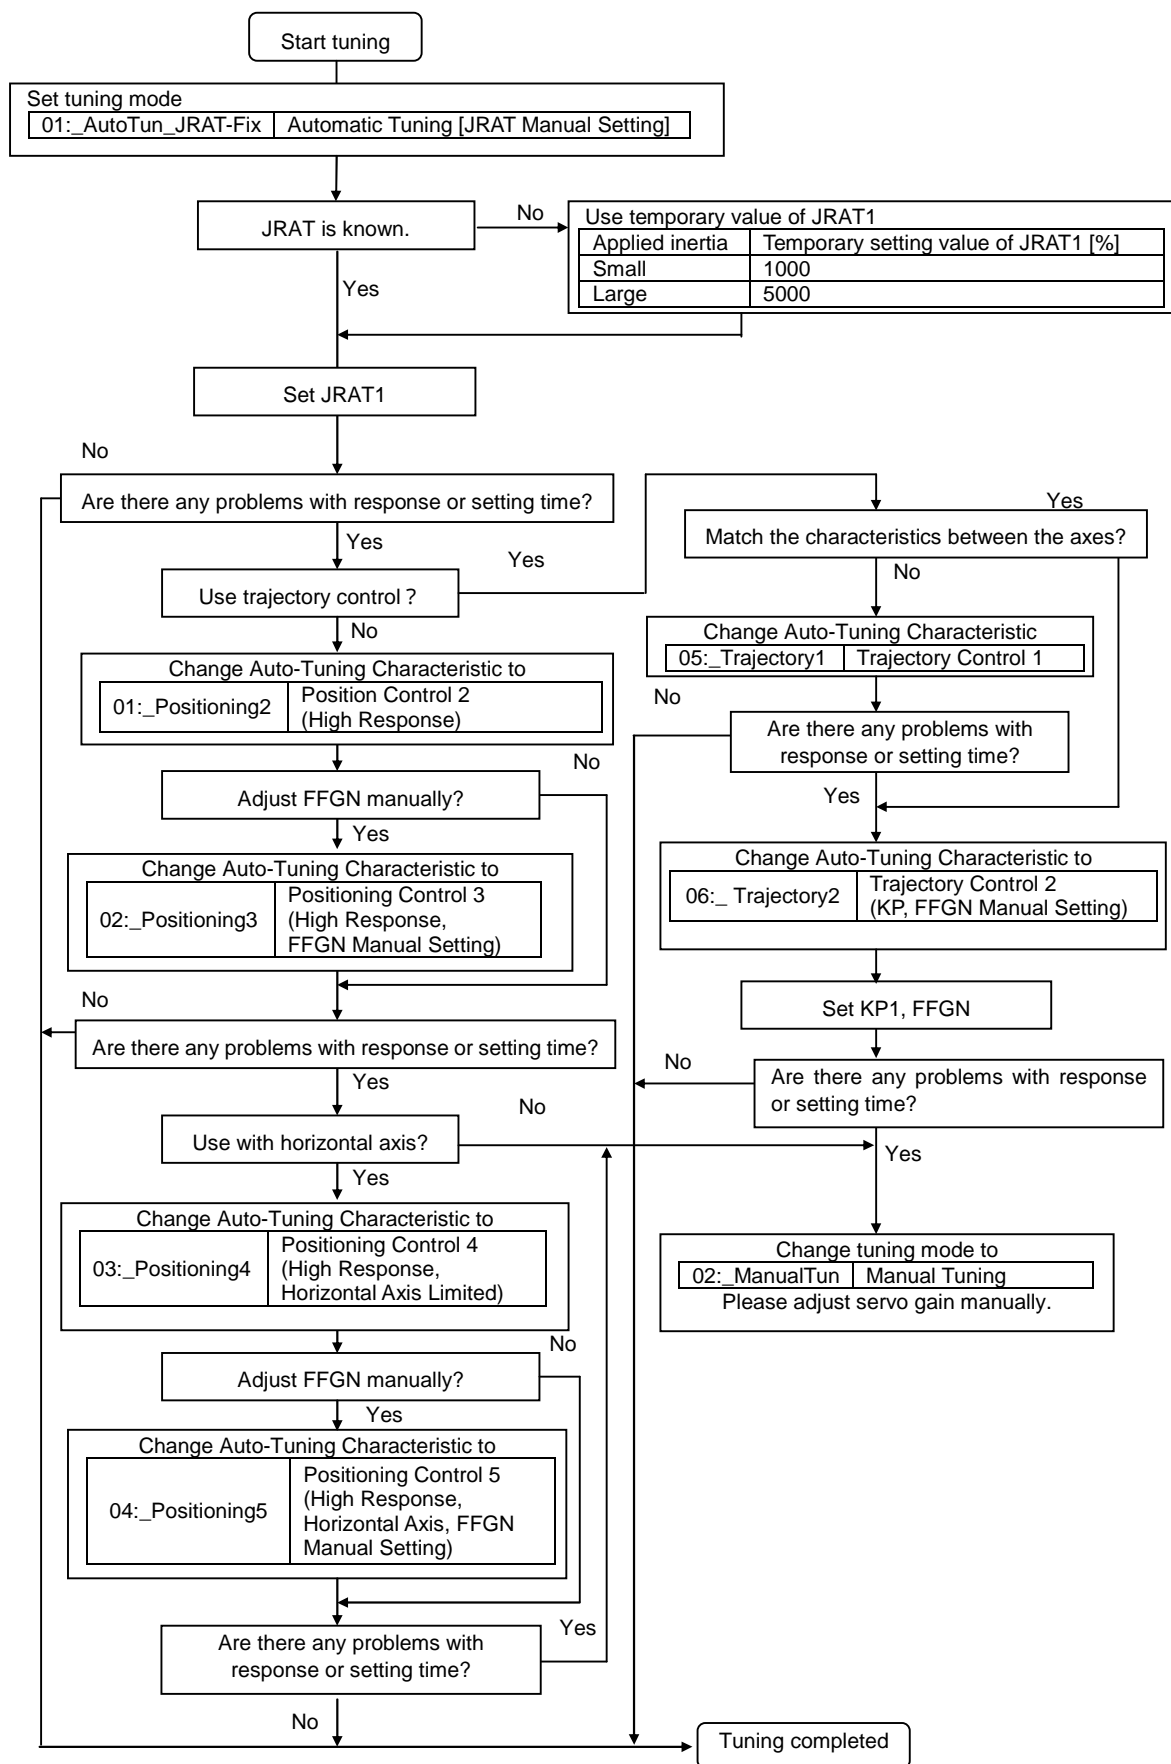 Start tuning
Set tuning mode
01:_AutoTun_JRAT-Fix Automatic Tuning [JRAT Manual Setting]
JRAT is known.
No
Use temporary value of JRAT1
Applied inertia Temporary setting value of JRAT1 [%]
Small 1000
Large 5000
Yes
Set JRAT1
No
Are there any problems with response or setting time?
Yes
Use trajectory control ?
Yes
No
Change Auto-Tuning Characteristic to
01:_Positioning2
Position Control 2
(High Response)
No
Adjust FFGN manually?
Yes
Change Auto-Tuning Characteristic to
02:_Positioning3
Positioning Control 3
(High Response,
FFGN Manual Setting)
No
Are there any problems with response or setting time?
Yes
No
Use with horizontal axis?
Yes
Change Auto-Tuning Characteristic to
03:_Positioning4
Positioning Control 4
(High Response,
Horizontal Axis Limited)
No
Adjust FFGN manually?
Yes
Change Auto-Tuning Characteristic to
04:_Positioning5
Positioning Control 5
(High Response,
Horizontal Axis, FFGN
Manual Setting)
Yes
Are there any problems with
response or setting time?
No
Yes
Match the characteristics between the axes?
No
Change Auto-Tuning Characteristic
05:_Trajectory1 Trajectory Control 1
No
Are there any problems with
response or setting time?
Yes
Change Auto-Tuning Characteristic to
06:_ Trajectory2
Trajectory Control 2
(KP, FFGN Manual Setting)
Set KP1, FFGN
No
Are there any problems with response
or setting time?
Yes
Change tuning mode to
02:_ManualTun Manual Tuning
Please adjust servo gain manually.
Tuning completed